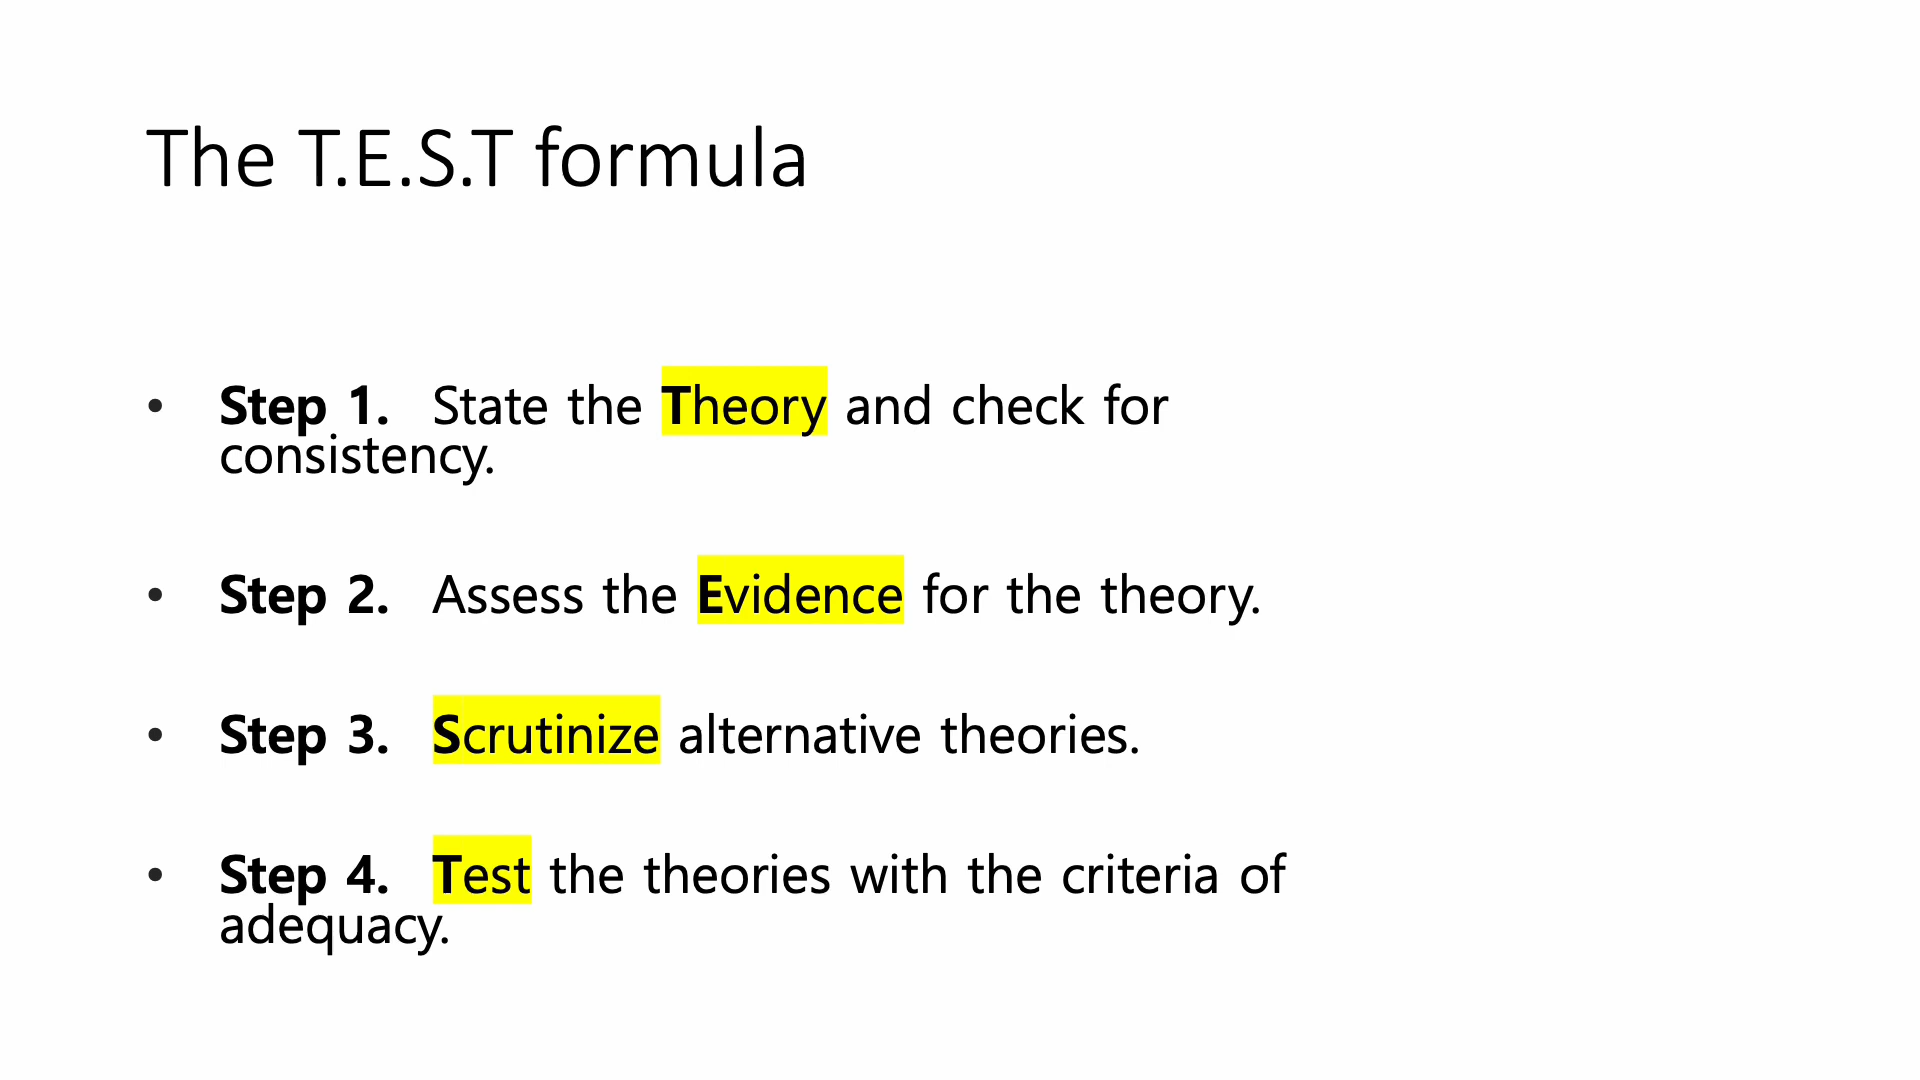 The T.E.S.T formula
• Step 1. State the Theory and check for
consistency.
• Step 2. Assess the Evidence for the theory.
• Step 3. Scrutinize alternative theories.
• Step 4. Test the theories with the criteria of
adequacy.